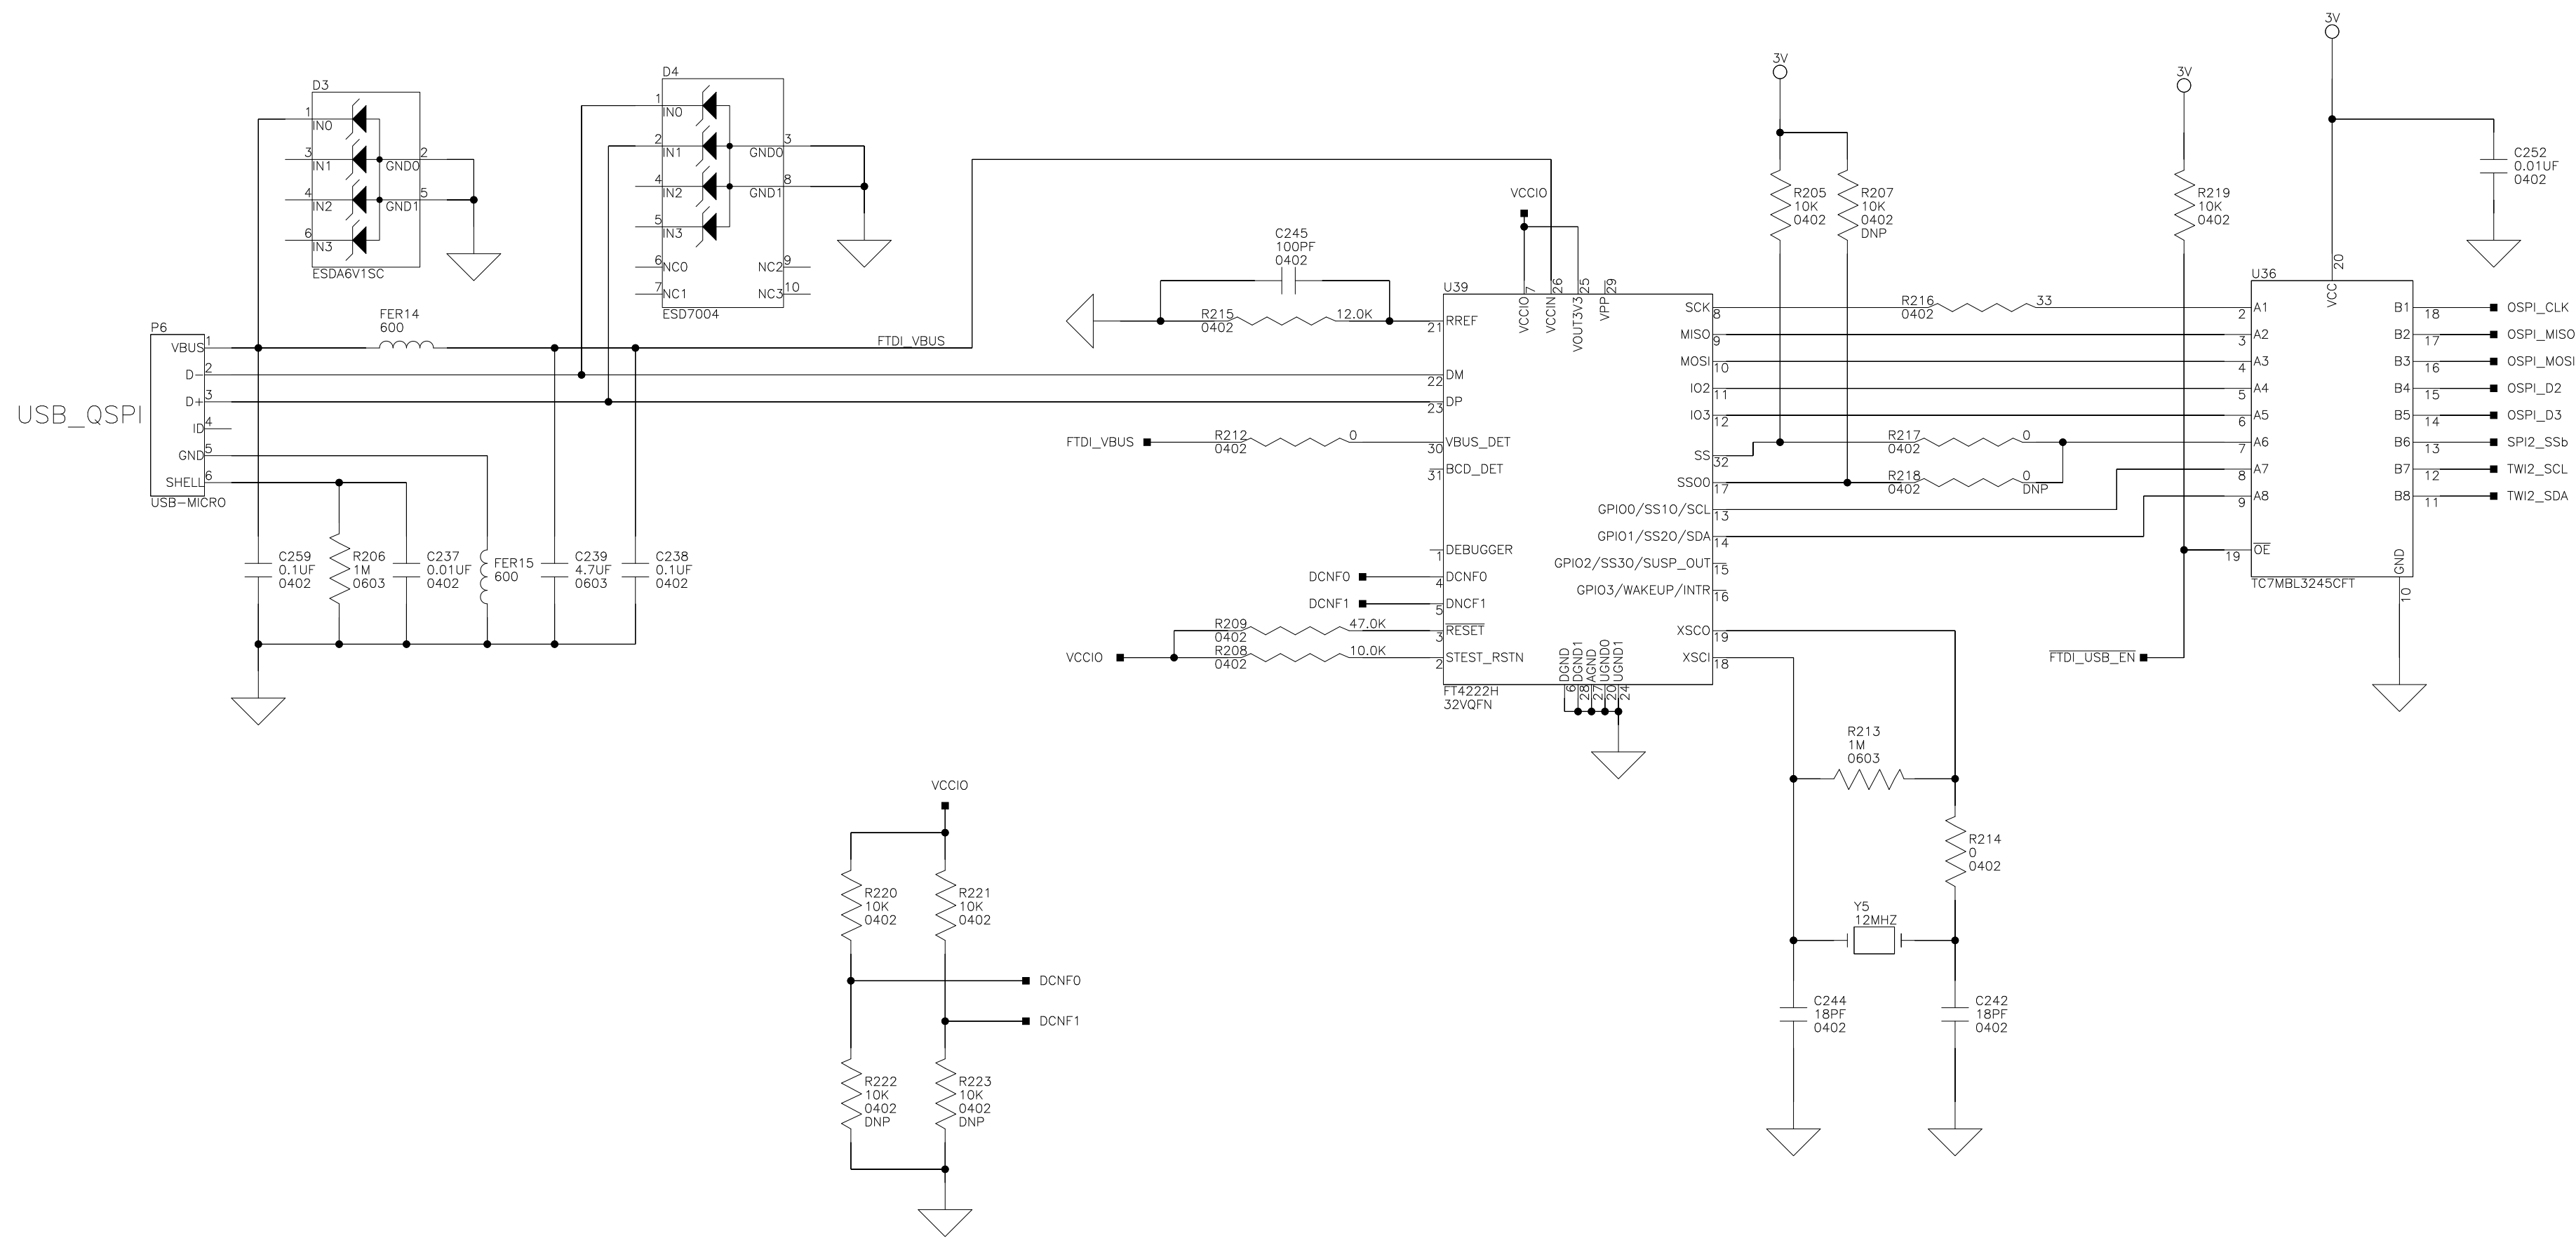 3V
3V
3V
D3
1
IN0
3
IN1
4
IN2
6
IN3
GND0
2
GND1
5
ESDA6V1SC
D4
1
IN0
2
IN1
4
IN2
5
IN3
6
NC0
7
NC1
3
GND0
8
GND1
9
NC2
10
NC3
ESD7004
FER14
600
FTDI_VBUS
USB_QSPI
P6
VBUS
1
D-
2
D+
3
ID
4
GND
5
SHELL
6
USB-MICRO
C259
0.1UF
0402
R206
1M
0603
C237
0.01UF
0402
FER15
600
C239
4.7UF
0603
C238
0.1UF
0402
C245
100PF
0402
R215
0402
12.0K
FTDI_VBUS
R212
0402
0
DCNF0
DCNF1
R209
0402
47.0K
VCCIO
R208
0402
10.0K
VCCIO
U39
VCCIO
7
VCCIN
26
VOUT3V3
25
VPP
29
RREF
21
DM
22
DP
23
VBUS_DET
30
BCD_DET
31
DEBUGGER
1
DCNF0
4
DNCF1
5
RESET
3
STEST_RSTN
2
SCK
8
MISO
9
MOSI
10
IO2
11
IO3
12
SS
32
SSO0
17
GPIO0/SS1O/SCL
13
GPIO1/SS2O/SDA
14
GPIO2/SS3O/SUSP_OUT
15
GPIO3/WAKEUP/INTR
16
XSCO
19
XSCI
18
DGND
6
DGND1
28
AGND
27
UGND0
20
UGND1
24
FT4222H
32VQFN
R205
10K
0402
R207
10K
0402
DNP
R219
10K
0402
C252
0.01UF
0402
R216
0402
33
R217
0402
0
R218
0402
0
DNP
FTDI_USB_EN
U36
VCC
20
A1
2
A2
3
A3
4
A4
5
A5
6
A6
7
A7
8
A8
9
OE
19
B1
18
B2
17
B3
16
B4
15
B5
14
B6
13
B7
12
B8
11
GND
10
TC7MBL3245CFT
OSPI_CLK
OSPI_MISO
OSPI_MOSI
OSPI_D2
OSPI_D3
SPI2_SSb
TWI2_SCL
TWI2_SDA
R213
1M
0603
R214
0
0402
Y5
12MHZ
C244
18PF
0402
C242
18PF
0402
VCCIO
R220
10K
0402
R221
10K
0402
DCNF0
DCNF1
R222
10K
0402
DNP
R223
10K
0402
DNP